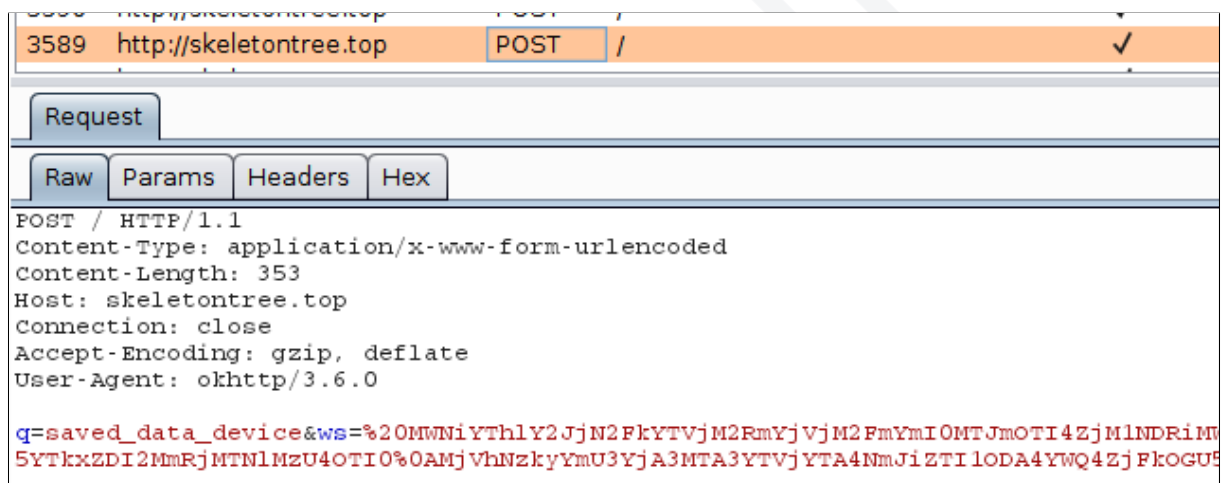 3589 http://skeletontree.top POST / ✓
Request
Raw Params Headers Hex
POST / HTTP/1.1
Content-Type: application/x-www-form-urlencoded
Content-Length: 353
Host: skeletontree.top
Connection: close
Accept-Encoding: gzip, deflate
User-Agent: okhttp/3.6.0
q=saved_data_device&ws=%20MWNiYThlY2JjN2FkYTVjM2RmYjVjM2FmYmI0MTJmOTI4ZjM1NDRiM
5YTkxZDI2MmRjMTNlMzU4OTI0%0AMjVhNzkyYmU3YjA3MTA3YTVjYTA4NmJiZTI1ODA4YWQ4ZjFkOGU5